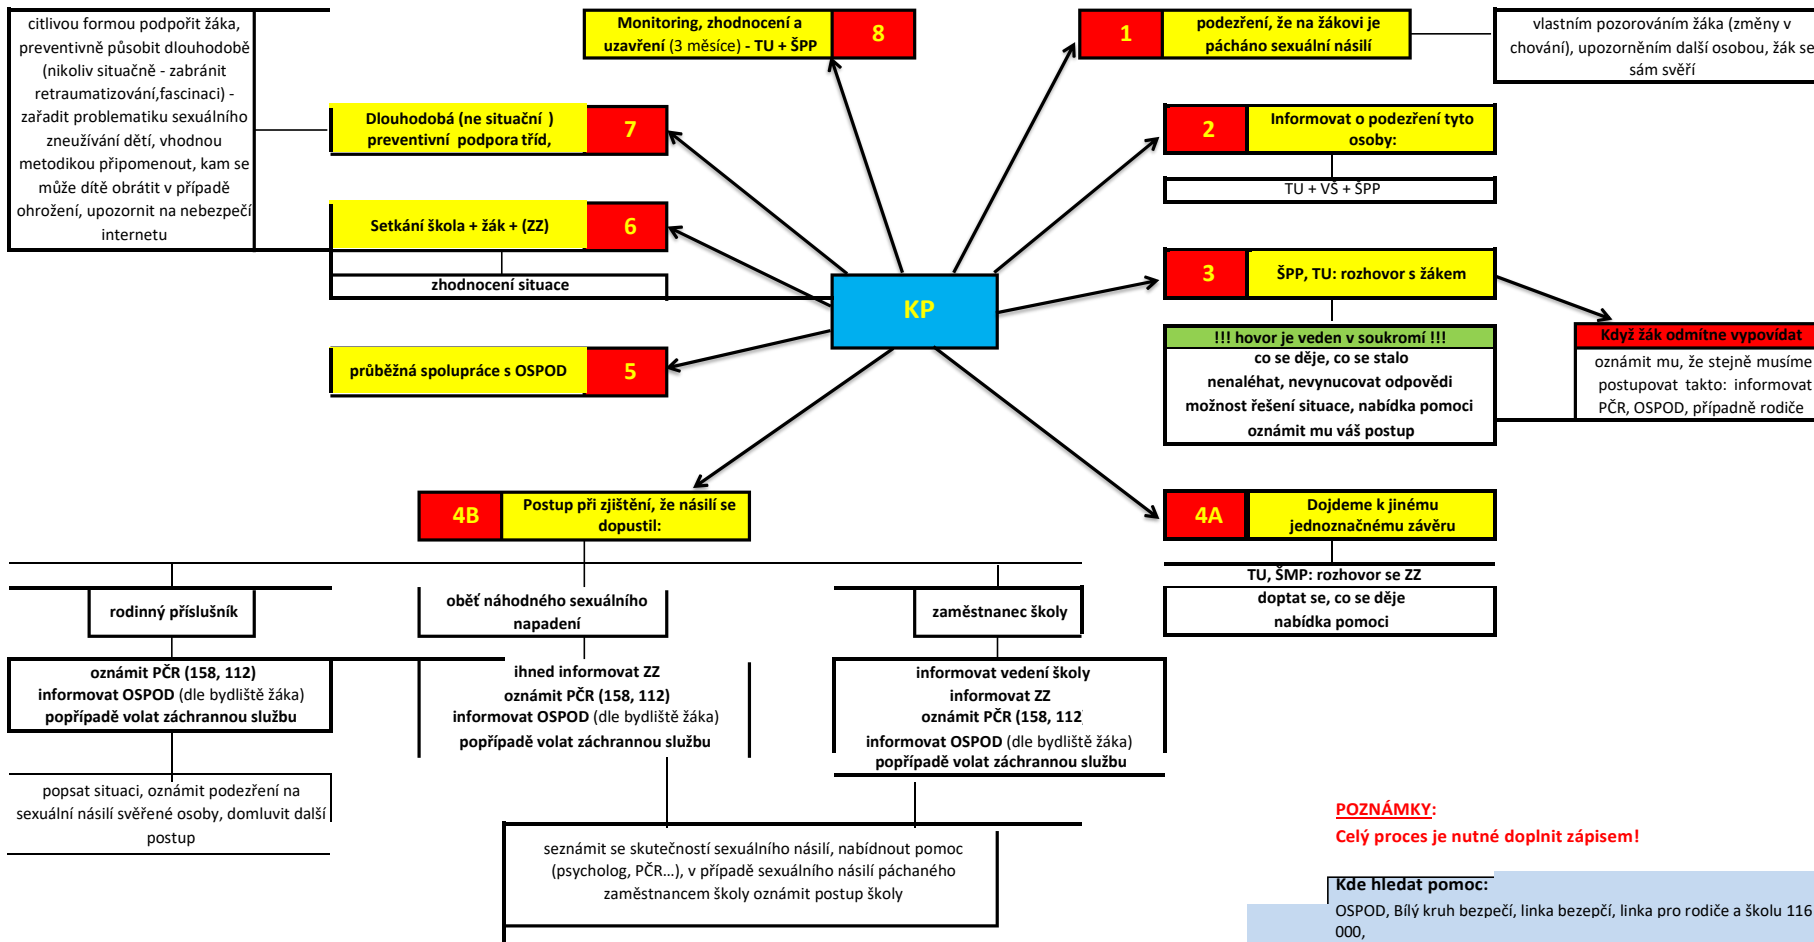 citlivou formou podpořit žáka,
preventivně působit dlouhodobě
(nikoliv situačně - zabránit
retraumatizování,fascinaci) -
zařadit problematiku sexuálního
zneužívání dětí, vhodnou
metodikou připomenout, kam se
může dítě obrátit v případě
ohrožení, upozornit na nebezpečí
internetu
Monitoring, zhodnocení a
uzavření (3 měsíce) - TU + ŠPP
8
1
podezření, že na žákovi je
pácháno sexuální násilí
vlastním pozorováním žáka (změny v
chování), upozorněním další osobou, žák se
sám svěří
Dlouhodobá (ne situační )
preventivní podpora tříd,
7
2
Informovat o podezření tyto
osoby:
TU + VŠ + ŠPP
Setkání škola + žák + (ZZ)
6
zhodnocení situace
KP
3
ŠPP, TU: rozhovor s žákem
!!! hovor je veden v soukromí !!!
co se děje, co se stalo
nenaléhat, nevynucovat odpovědi
možnost řešení situace, nabídka pomoci
oznámit mu váš postup
Když žák odmítne vypovídat
oznámit mu, že stejně musíme
postupovat takto: informovat
PČR, OSPOD, případně rodiče
průběžná spolupráce s OSPOD
5
4B
Postup při zjištění, že násilí se
dopustil:
4A
Dojdeme k jinému
jednoznačnému závěru
TU, ŠMP: rozhovor se ZZ
doptat se, co se děje
nabídka pomoci
rodinný příslušník
oběť náhodného sexuálního
napadení
zaměstnanec školy
oznámit PČR (158, 112)
informovat OSPOD (dle bydliště žáka)
popřípadě volat záchrannou službu
ihned informovat ZZ
oznámit PČR (158, 112)
informovat OSPOD (dle bydliště žáka)
popřípadě volat záchrannou službu
informovat vedení školy
informovat ZZ
oznámit PČR (158, 112)
informovat OSPOD (dle bydliště žáka)
popřípadě volat záchrannou službu
popsat situaci, oznámit podezření na
sexuální násilí svěřené osoby, domluvit další
postup
seznámit se skutečností sexuálního násilí, nabídnout pomoc
(psycholog, PČR...), v případě sexuálního násilí páchaného
zaměstnancem školy oznámit postup školy
POZNÁMKY:
Celý proces je nutné doplnit zápisem!
Kde hledat pomoc:
OSPOD, Bílý kruh bezpečí, linka bezepčí, linka pro rodiče a školu 116
000,